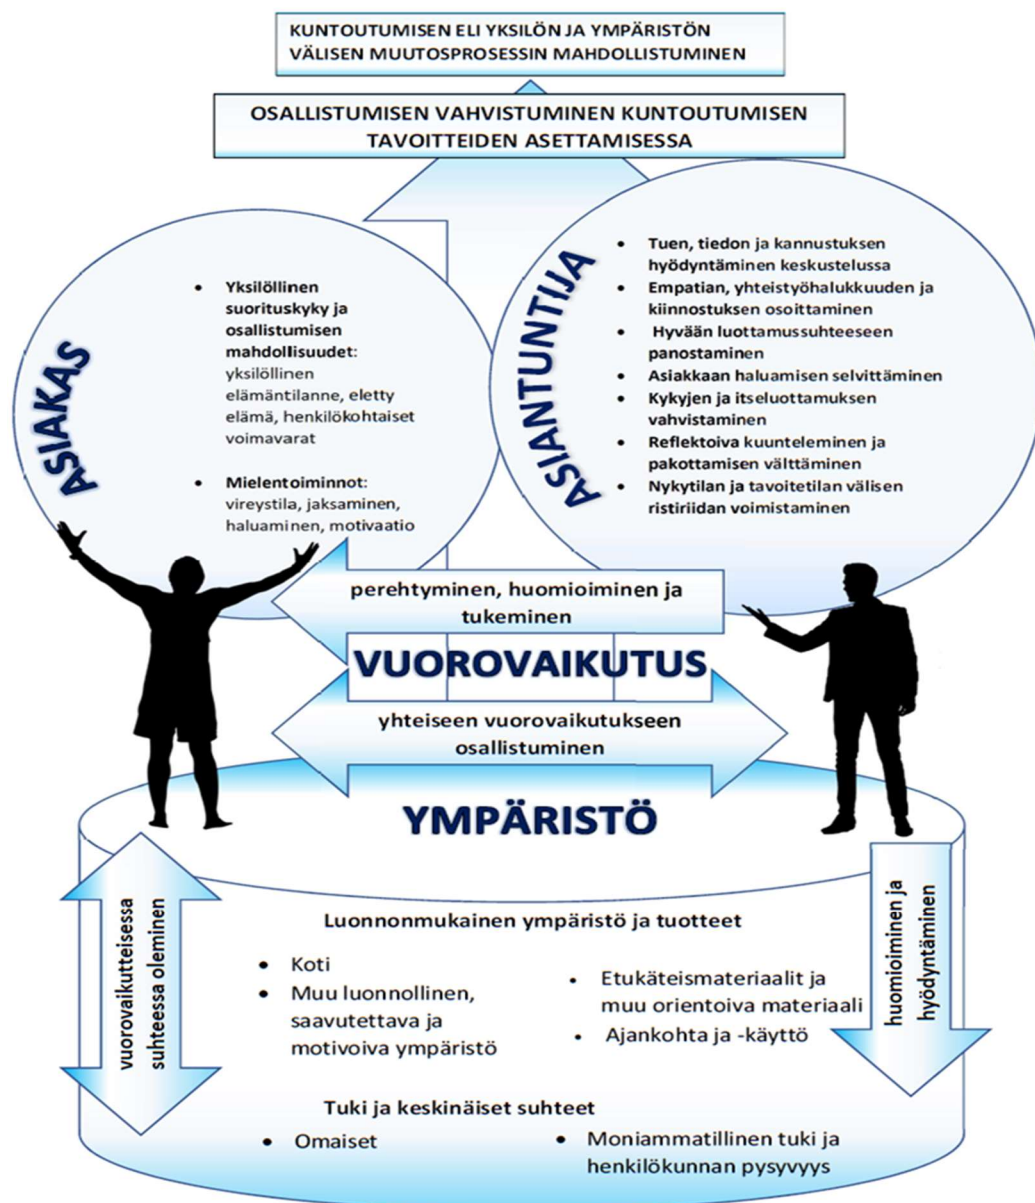 KUNTOUTUMISEN ELI YKSILÖN JA YMPÄRISTÖN
VÄLISEN MUUTOSPROSESSIN MAHDOLLISTUMINEN
OSALLISTUMISEN VAHVISTUMINEN KUNTOUTUMISEN
TAVOITTEIDEN ASETTAMISESSA
ASIAKAS
• Yksilöllinen
suorituskyky ja
osallistumisen
mahdollisuudet:
yksilöllinen
elämäntilanne, eletty
elämä, henkilökohtaiset
voimavarat
• Mielentoiminnot:
vireystila, jaksaminen,
haluaminen, motivaatio
ASIANTUNTIJA
• Tuen, tiedon ja kannustuksen
hyödyntäminen keskustelussa
• Empatian, yhteistyöhalukkuuden ja
kiinnostuksen osoittaminen
• Hyvään luottamussuhteeseen
panostaminen
• Asiakkaan haluamisen selvittäminen
• Kykyjen ja itseluottamuksen
vahvistaminen
• Reflektoiva kuunteleminen ja
pakottamisen välttäminen
• Nykytilan ja tavoitetilan välisen
ristiriidan voimistaminen
perehtyminen, huomioiminen ja
tukeminen
VUOROVAIKUTUS
yhteiseen vuorovaikutukseen
osallistuminen
YMPÄRISTÖ
vuorovaikutteisessa
suhteessa oleminen
huomioiminen ja
hyödyntäminen
Luonnonmukainen ympäristö ja tuotteet
• Koti
• Muu luonnollinen,
saavutettava ja
motivoiva ympäristö
• Etukäteismateriaalit ja
muu orientoiva materiaali
• Ajankohta ja -käyttö
Tuki ja keskinäiset suhteet
• Omaiset
• Moniammatillinen tuki ja
henkilökunnan pysyvyys